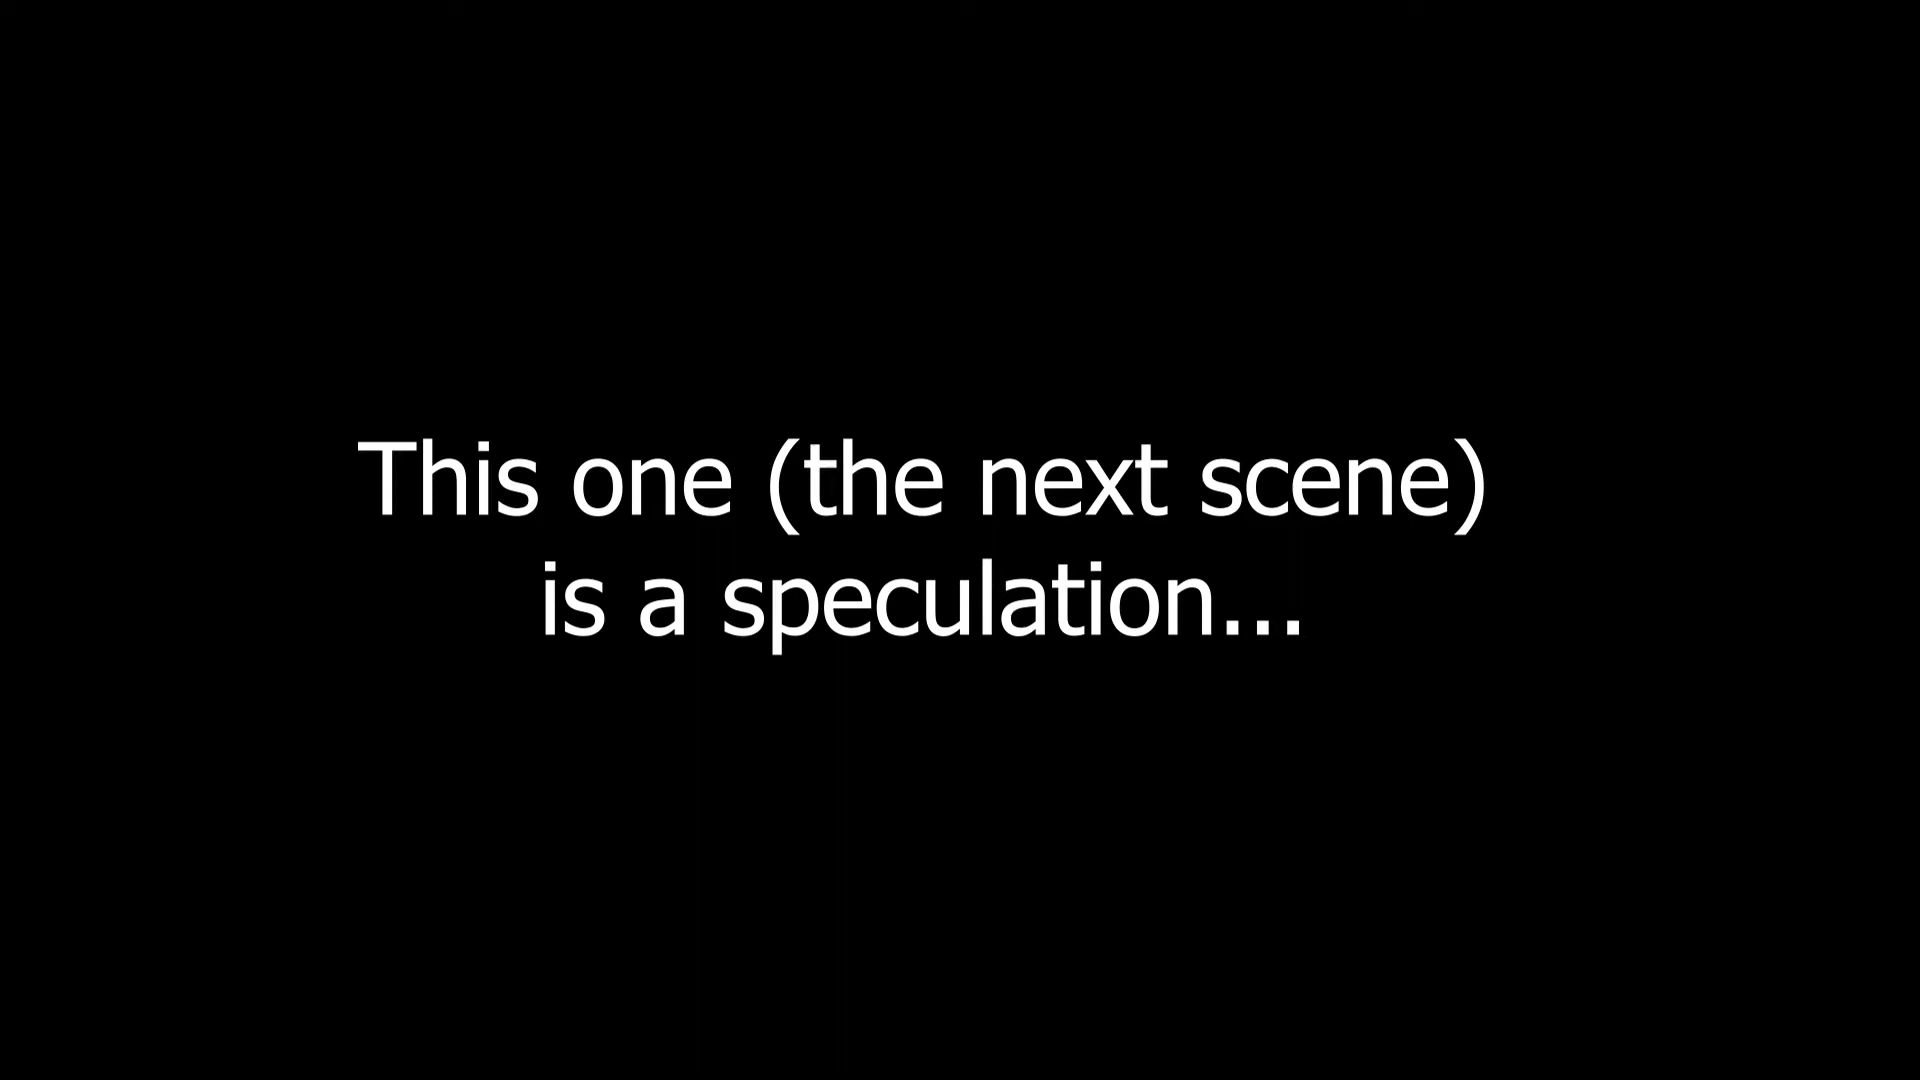 This one (the next scene)
is a speculation...